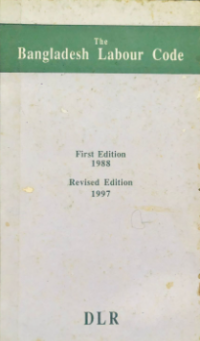 The
Bangladesh Labour Code
First Edition
1988
Revised Edition
1997
DLR